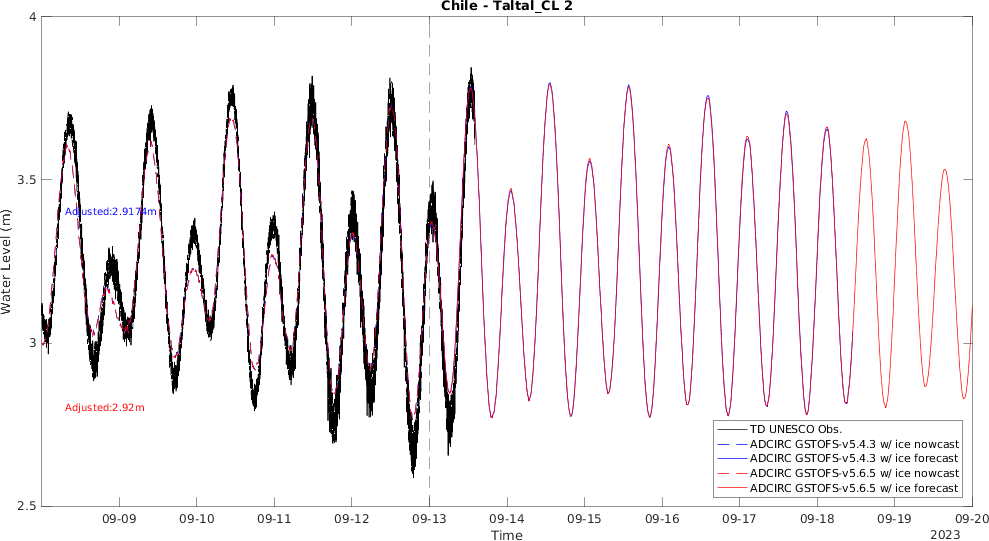 Chile - Taltal_CL 2
4
3.5
3
2.5
Water Level (m)
Adjusted:2.9174m
Adjusted:2.92m
TD UNESCO Obs.
ADCIRC GSTOFS-v5.4.3 w/ ice nowcast
ADCIRC GSTOFS-v5.4.3 w/ ice forecast
ADCIRC GSTOFS-v5.6.5 w/ ice nowcast
ADCIRC GSTOFS-v5.6.5 w/ ice forecast
09-09 09-10 09-11 09-12 09-13 09-14 09-15 09-16 09-17 09-18 09-19 09-20
Time
2023